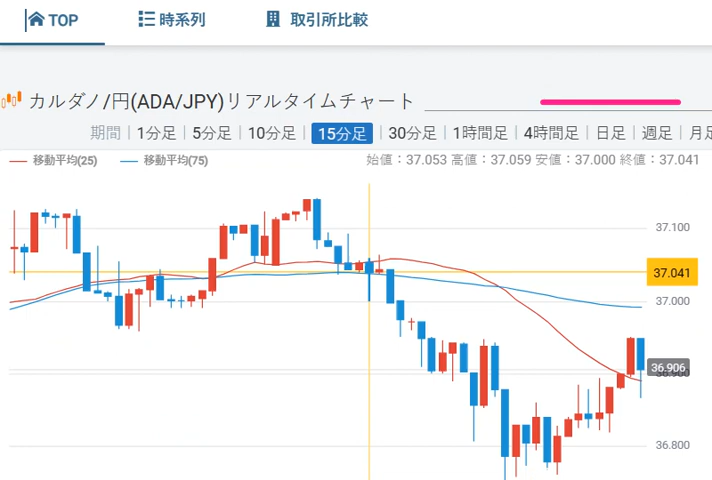 TOP 時系列 取引所比較
カルダノ/円(ADA/JPY)リアルタイムチャート
期間 | 1分足 | 5分足 | 10分足 | 15分足 | 30分足 | 1時間足 | 4時間足 | 日足 | 週足 | 月足
移動平均(25) 移動平均(75) 始値：37.053 高値：37.059 安値：37.000 終値：37.041
37.100
37.041
37.000
36.906
36.800